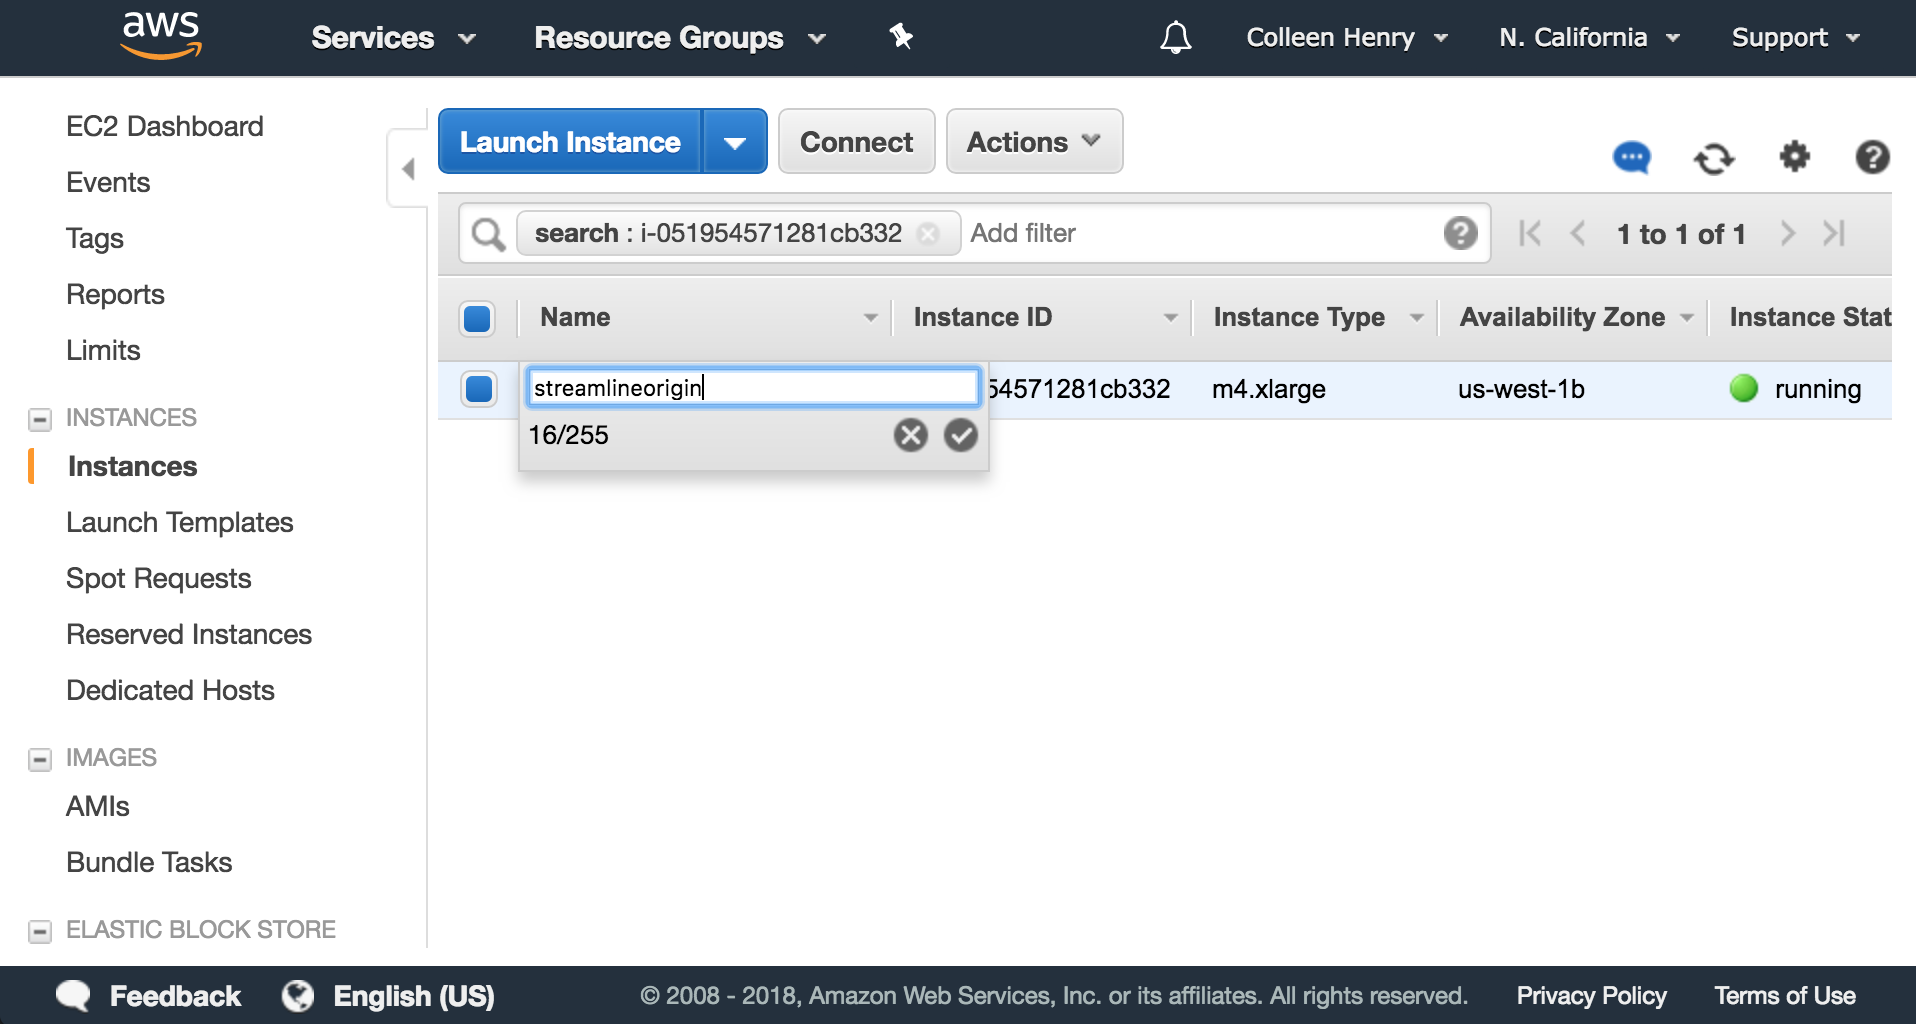 aws Services Resource Groups Colleen Henry N. California Support
EC2 Dashboard
Events
Tags
Reports
Limits
INSTANCES
Instances
Launch Templates
Spot Requests
Reserved Instances
Dedicated Hosts
IMAGES
AMIs
Bundle Tasks
ELASTIC BLOCK STORE
Launch Instance Connect Actions
search : i-051954571281cb332 Add filter 1 to 1 of 1
Name Instance ID Instance Type Availability Zone Instance Stat
streamlineorigin 54571281cb332 m4.xlarge us-west-1b running
16/255
Feedback English (US) © 2008 - 2018, Amazon Web Services, Inc. or its affiliates. All rights reserved. Privacy Policy Terms of Use